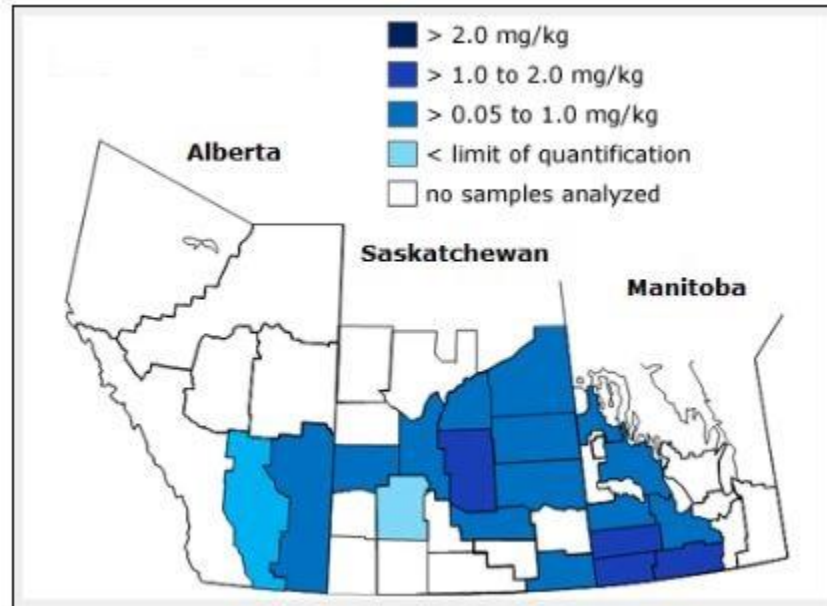 > 2.0 mg/kg
> 1.0 to 2.0 mg/kg
> 0.05 to 1.0 mg/kg
< limit of quantification
no samples analyzed
Alberta
Saskatchewan
Manitoba